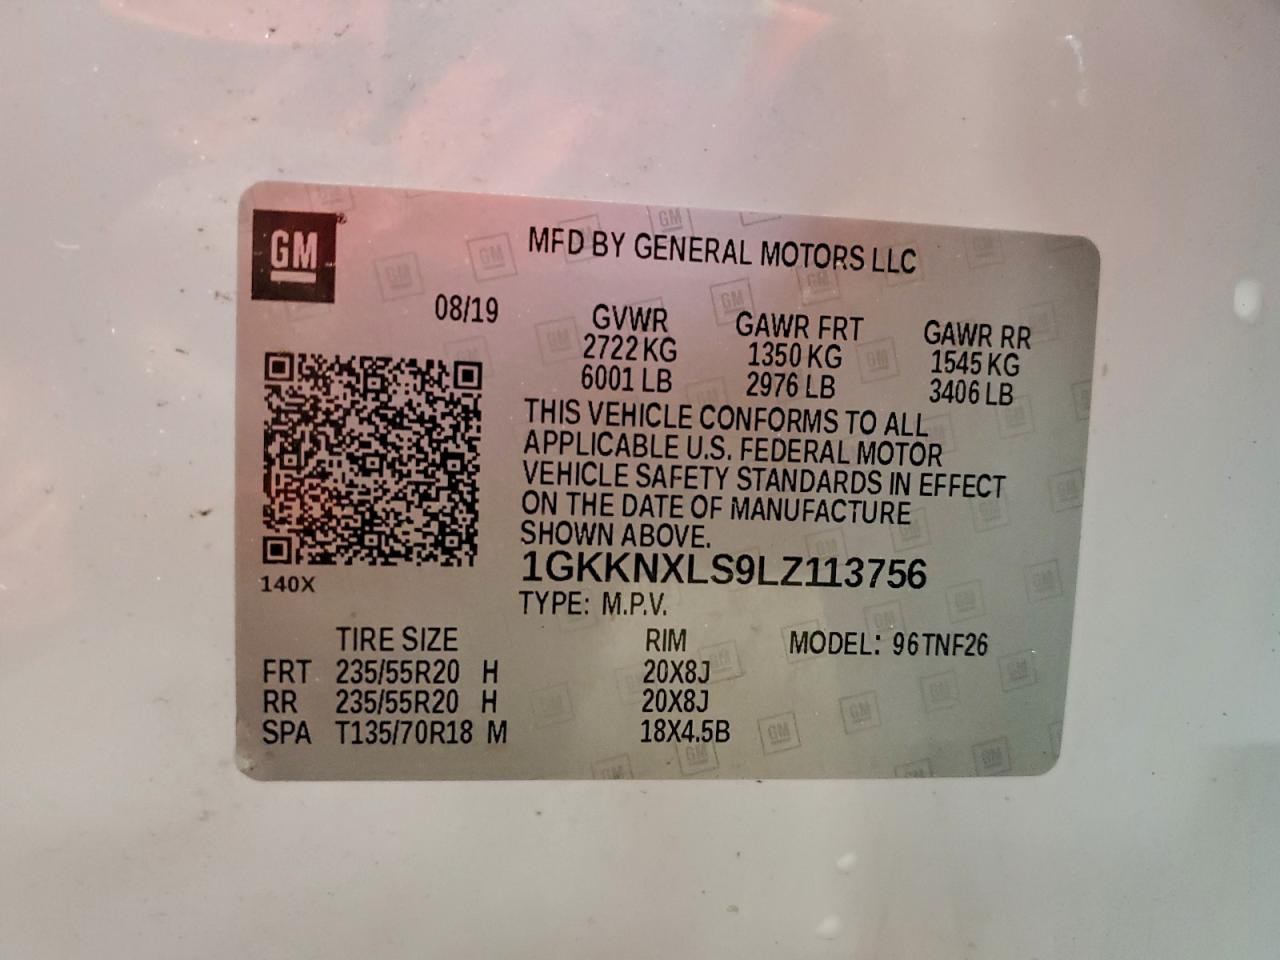 GM
MFD BY GENERAL MOTORS LLC
08/19
GVWR GAWR FRT GAWR RR
2722 KG 1350 KG 1545 KG
6001 LB 2976 LB 3406 LB
THIS VEHICLE CONFORMS TO ALL
APPLICABLE U.S. FEDERAL MOTOR
VEHICLE SAFETY STANDARDS IN EFFECT
ON THE DATE OF MANUFACTURE
SHOWN ABOVE.
1GKKNXLS9LZ113756
140X
TYPE: M.P.V.
TIRE SIZE RIM MODEL: 96TNF26
FRT 235/55R20 H 20X8J
RR 235/55R20 H 20X8J
SPA T135/70R18 M 18X4.5B